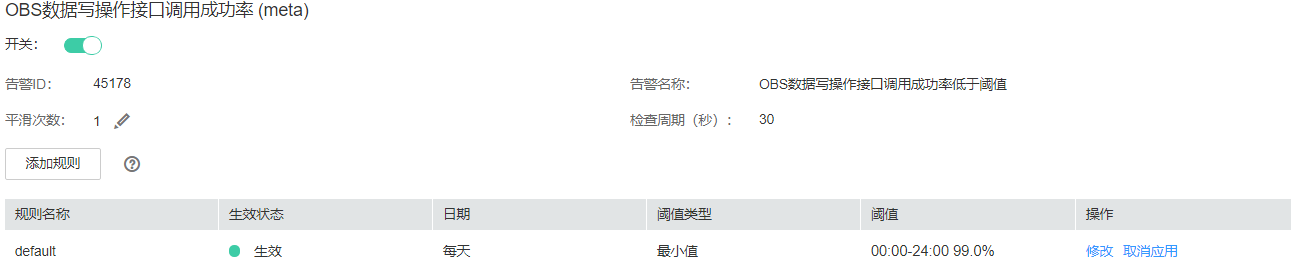 OBS数据写操作接口调用成功率 (meta)
开关：
告警ID： 45178 告警名称： OBS数据写操作接口调用成功率低于阈值
平滑次数： 1 检查周期（秒）： 30
添加规则
规则名称 生效状态 日期 阈值类型 阈值 操作
default 生效 每天 最小值 00:00-24:00 99.0% 修改 取消应用